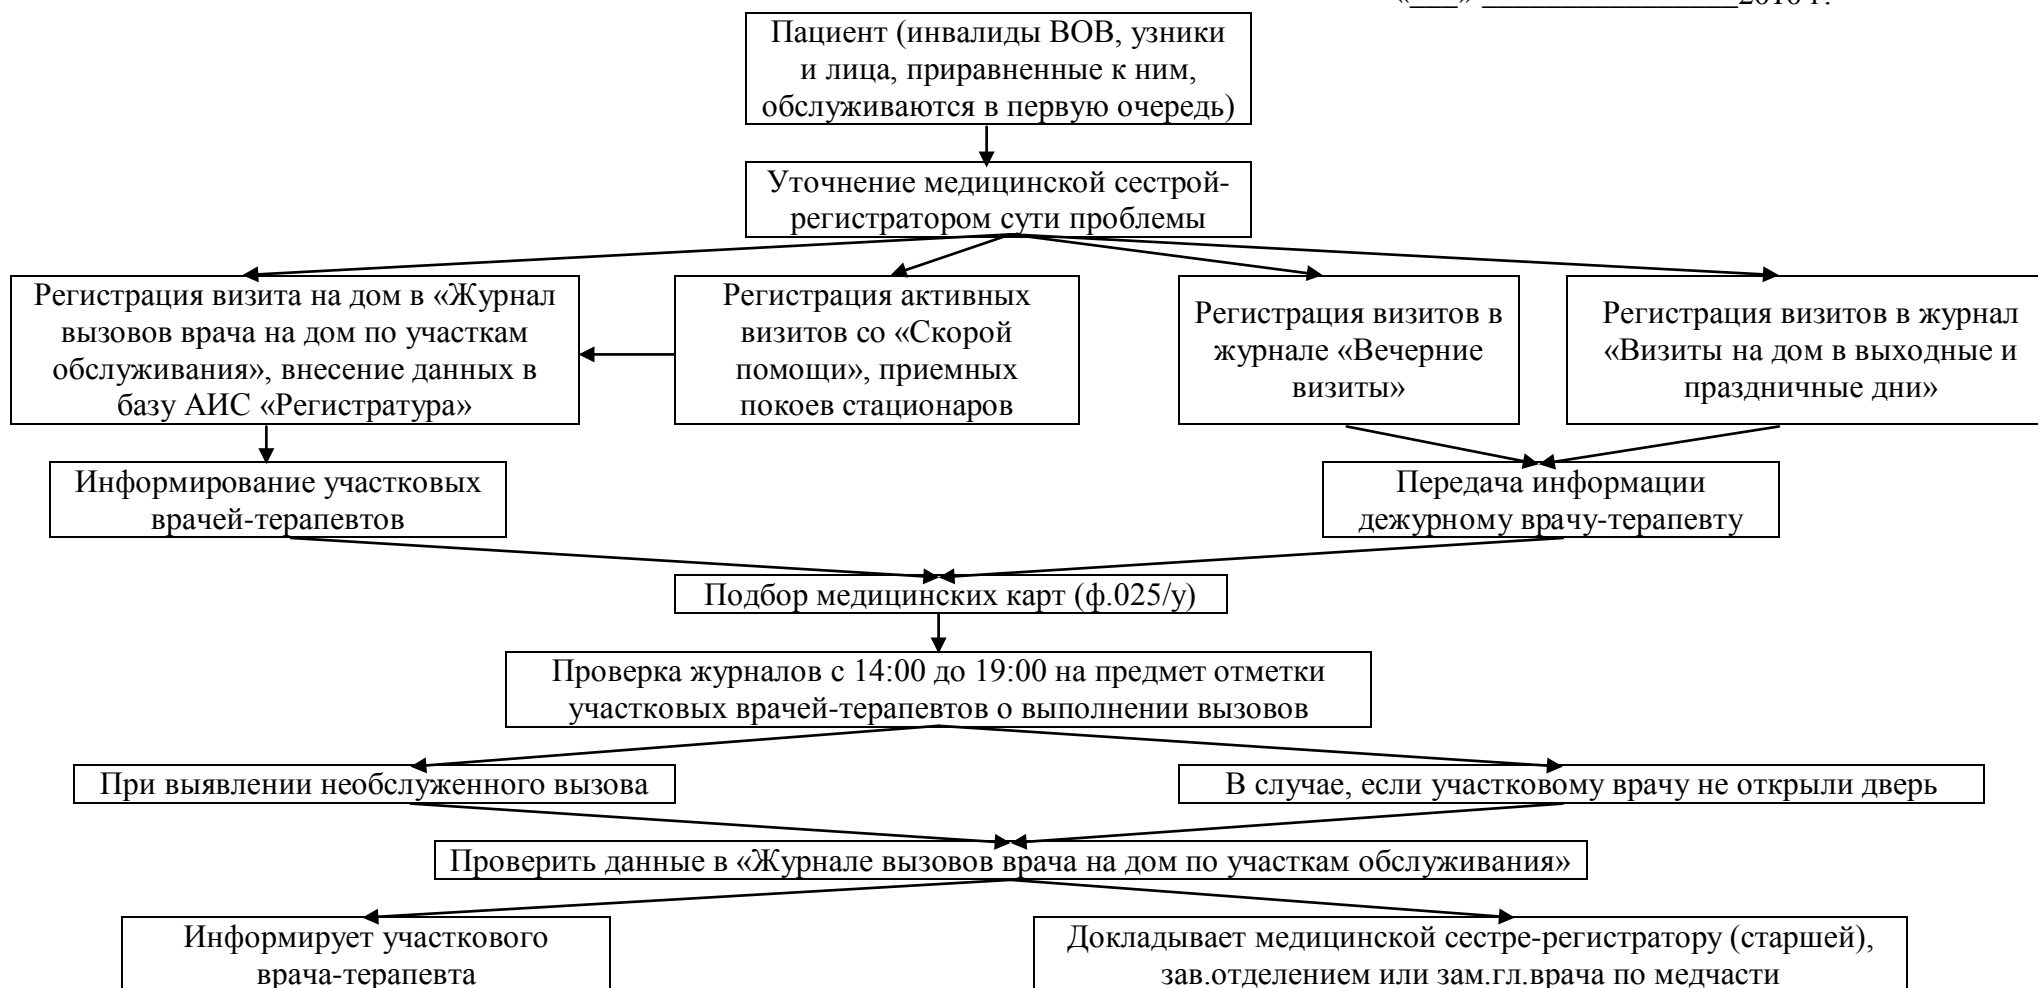 Пациент (инвалиды ВОВ, узники
и лица, приравненные к ним,
обслуживаются в первую очередь)
Уточнение медицинской сестрой-
регистратором сути проблемы
Регистрация визита на дом в «Журнал
вызовов врача на дом по участкам
обслуживания», внесение данных в
базу АИС «Регистратура»
Регистрация активных
визитов со «Скорой
помощи», приемных
покоев стационаров
Регистрация визитов в
журнале «Вечерние
визиты»
Регистрация визитов в журнал
«Визиты на дом в выходные и
праздничные дни»
Информирование участковых
врачей-терапевтов
Передача информации
дежурному врачу-терапевту
Подбор медицинских карт (ф.025/у)
Проверка журналов с 14:00 до 19:00 на предмет отметки
участковых врачей-терапевтов о выполнении вызовов
При выявлении необслуженного вызова
В случае, если участковому врачу не открыли дверь
Проверить данные в «Журнале вызовов врача на дом по участкам обслуживания»
Информирует участкового
врача-терапевта
Докладывает медицинской сестре-регистратору (старшей),
зав.отделением или зам.гл.врача по медчасти